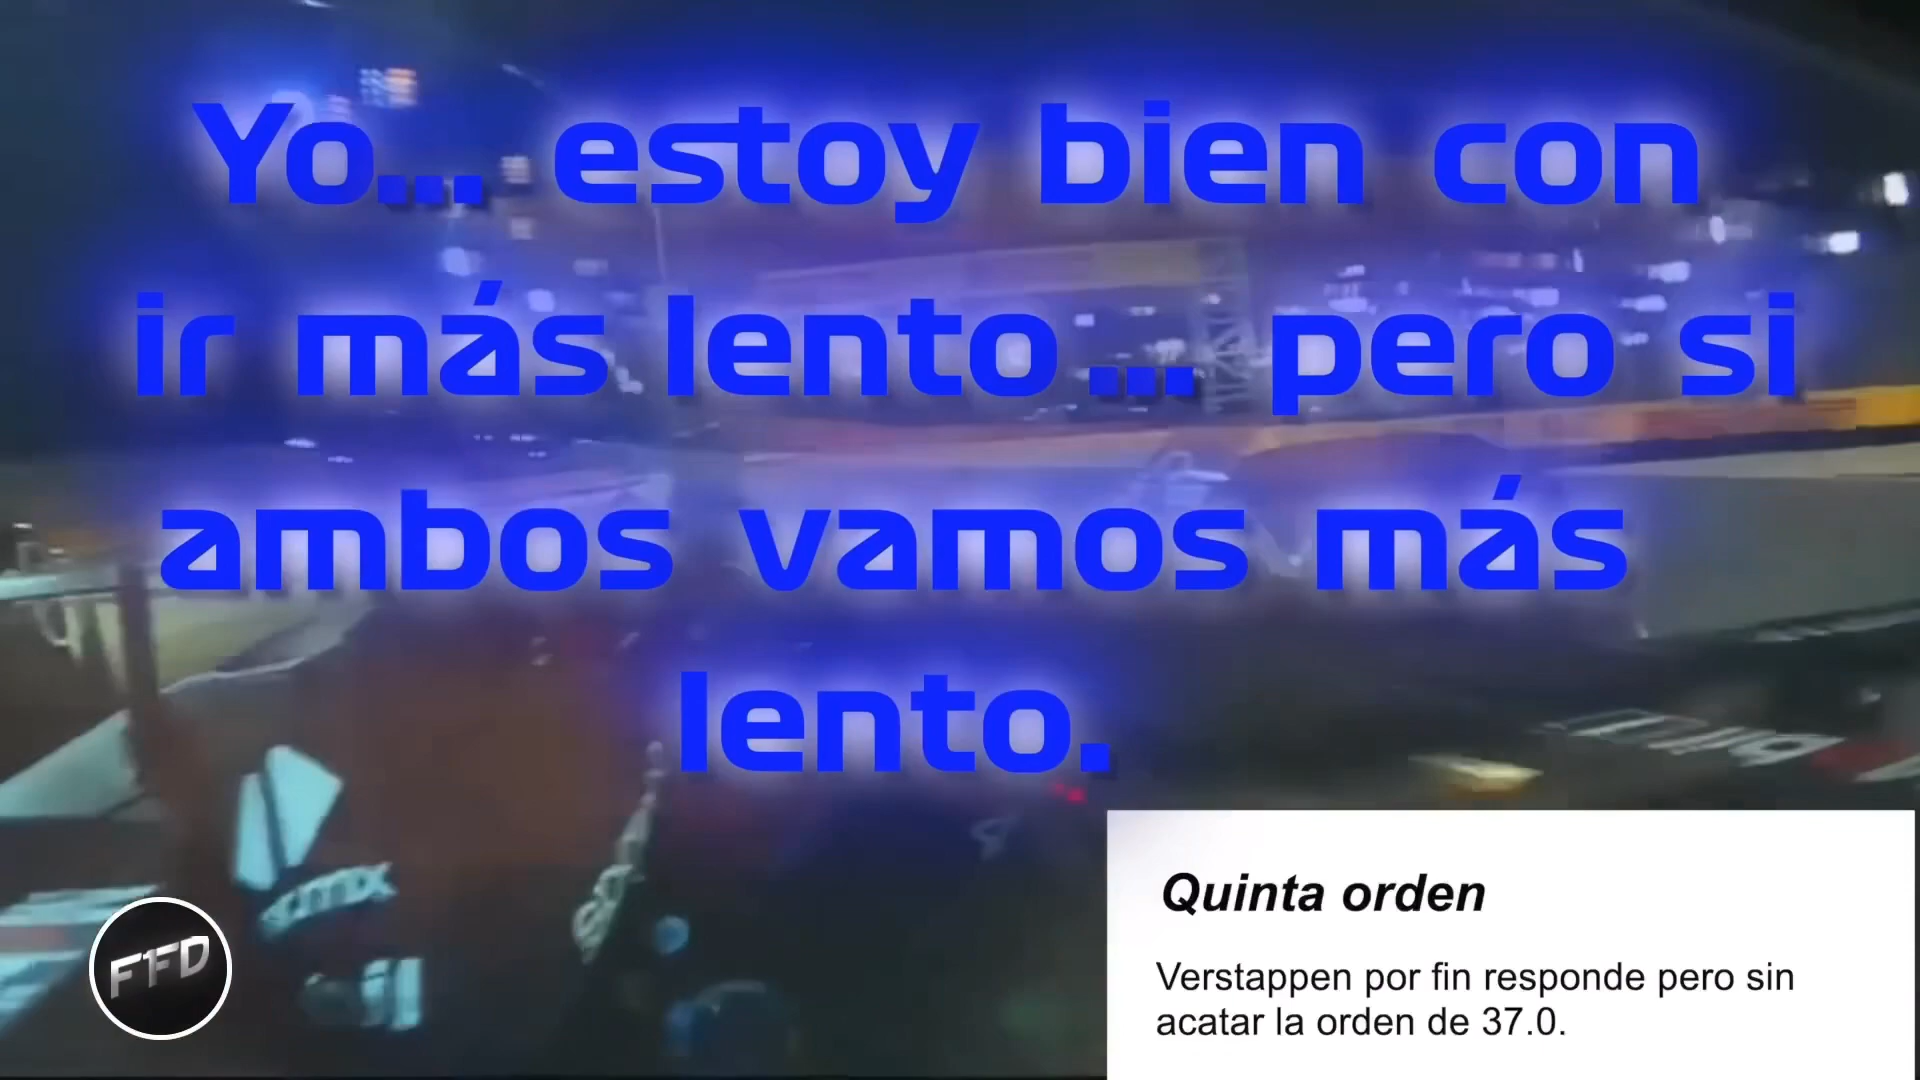 Yo... estoy bien con
ir más lento... pero si
ambos vamos más
lento.
Quinta orden
Verstappen por fin responde pero sin
acatar la orden de 37.0.
F1FD